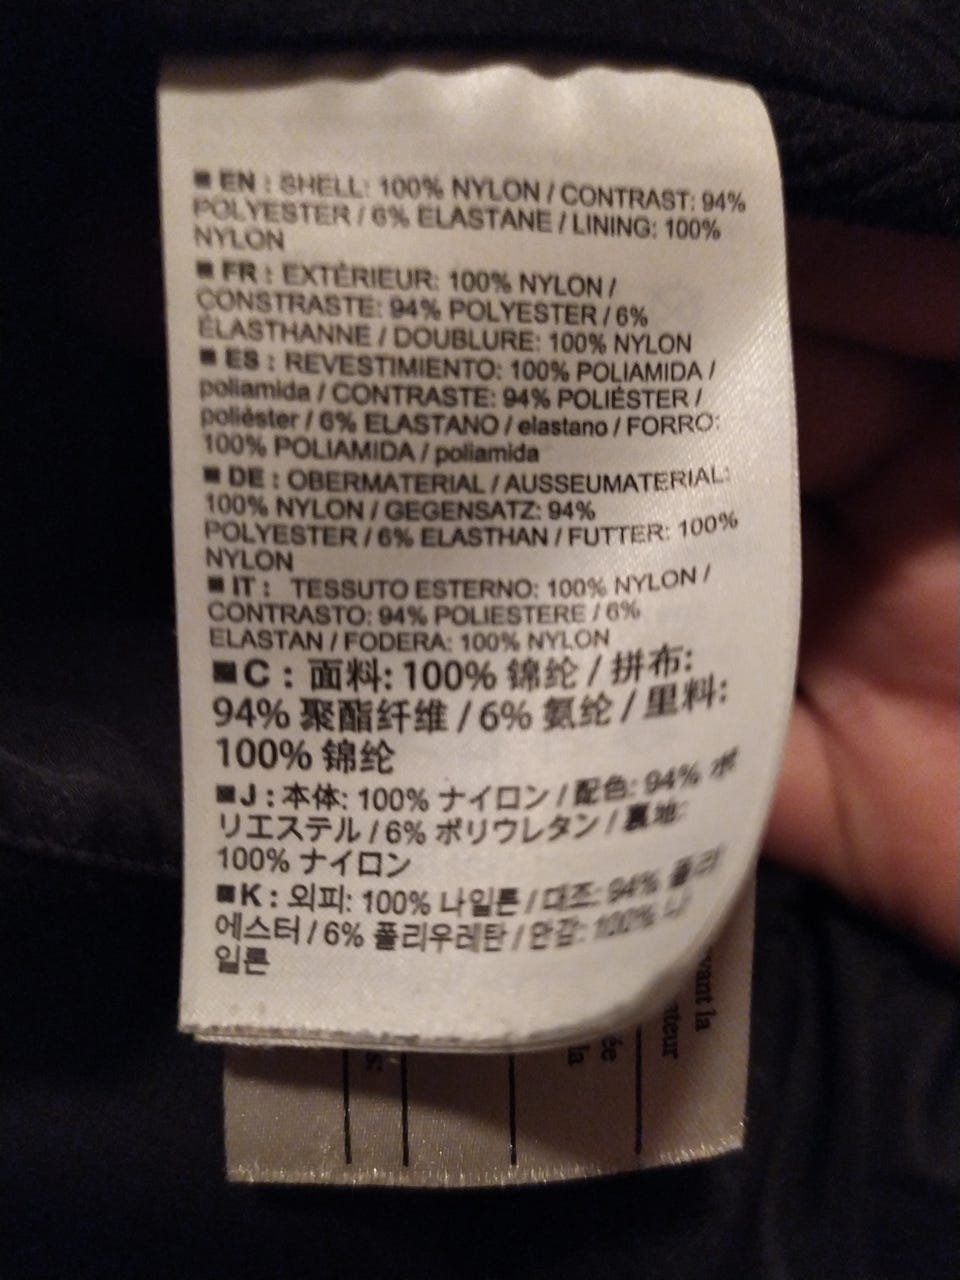 ■ EN : SHELL: 100% NYLON / CONTRAST: 94%
POLYESTER / 6% ELASTANE / LINING: 100%
NYLON
■ FR : EXTÉRIEUR: 100% NYLON /
CONSTRASTE: 94% POLYESTER / 6%
ÉLASTHANNE / DOUBLURE: 100% NYLON
■ ES : REVESTIMIENTO: 100% POLIAMIDA /
poliamida / CONTRASTE: 94% POLIÉSTER /
poliéster / 6% ELASTANO / elastano / FORRO:
100% POLIAMIDA / poliamida
■ DE : OBERMATERIAL / AUSSEUMATERIAL:
100% NYLON / GEGENSATZ: 94%
POLYESTER / 6% ELASTHAN / FUTTER: 100%
NYLON
■ IT : TESSUTO ESTERNO: 100% NYLON /
CONTRASTO: 94% POLIESTERE / 6%
ELASTAN / FODERA: 100% NYLON
■C : 面料: 100% 锦纶 / 拼布:
94% 聚酯纤维 / 6% 氨纶 / 里料:
100% 锦纶
■J : 本体: 100% ナイロン / 配色: 94% ポ
リエステル / 6% ポリウレタン / 裏地:
100% ナイロン
■K : 외피: 100% 나일론 / 대조: 94% 폴리
에스터 / 6% 폴리우레탄 / 안감: 100% 나
일론
la